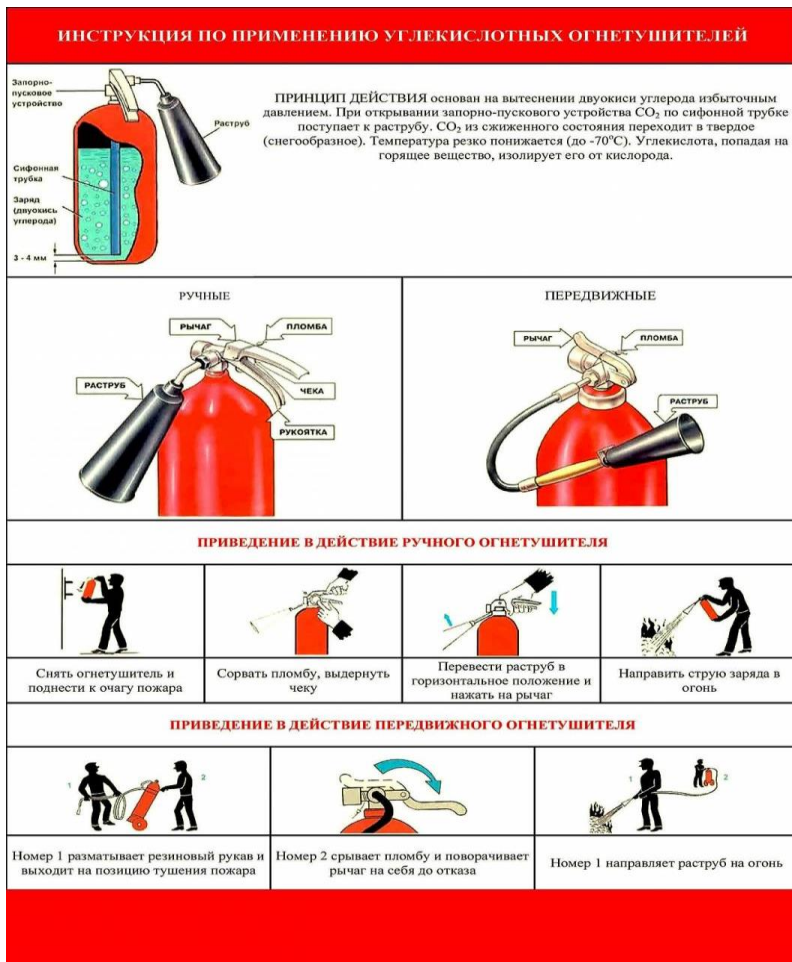 ИНСТРУКЦИЯ ПО ПРИМЕНЕНИЮ УГЛЕКИСЛОТНЫХ ОГНЕТУШИТЕЛЕЙ
Запорно-
пусковое
устройство
Раструб
Сифонная
трубка
Заряд
(двуокись
углерода)
3 - 4 мм
ПРИНЦИП ДЕЙСТВИЯ основан на вытеснении двуокиси углерода избыточным
давлением. При открывании запорно-пускового устройства CO₂ по сифонной трубке
поступает к раструбу. CO₂ из сжиженного состояния переходит в твердое
(снегообразное). Температура резко понижается (до -70°С). Углекислота, попадая на
горящее вещество, изолирует его от кислорода.
РУЧНЫЕ
РЫЧАГ
ПЛОМБА
РАСТРУБ
ЧЕКА
РУКОЯТКА
ПЕРЕДВИЖНЫЕ
РЫЧАГ
ПЛОМБА
РАСТРУБ
ПРИВЕДЕНИЕ В ДЕЙСТВИЕ РУЧНОГО ОГНЕТУШИТЕЛЯ
Снять огнетушитель и
поднести к очагу пожара
Сорвать пломбу, выдернуть
чеку
Перевести раструб в
горизонтальное положение и
нажать на рычаг
Направить струю заряда в
огонь
ПРИВЕДЕНИЕ В ДЕЙСТВИЕ ПЕРЕДВИЖНОГО ОГНЕТУШИТЕЛЯ
1
2
1
2
Номер 1 разматывает резиновый рукав и
выходит на позицию тушения пожара
Номер 2 срывает пломбу и поворачивает
рычаг на себя до отказа
Номер 1 направляет раструб на огонь